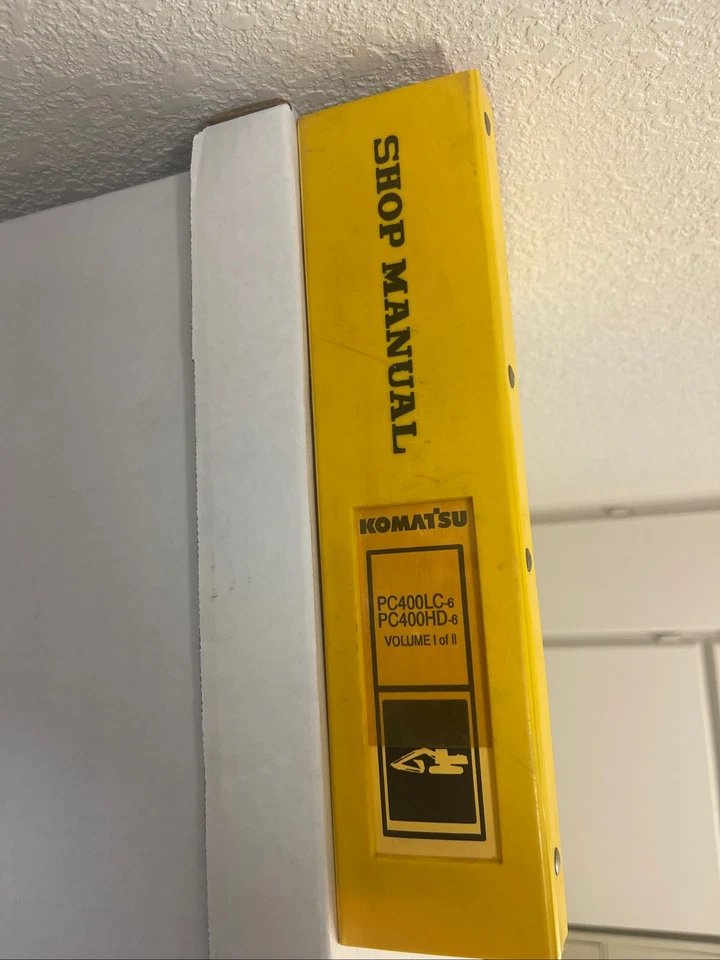 SHOP MANUAL
KOMATSU
PC400LC-6
PC400HD-6
VOLUME I of II